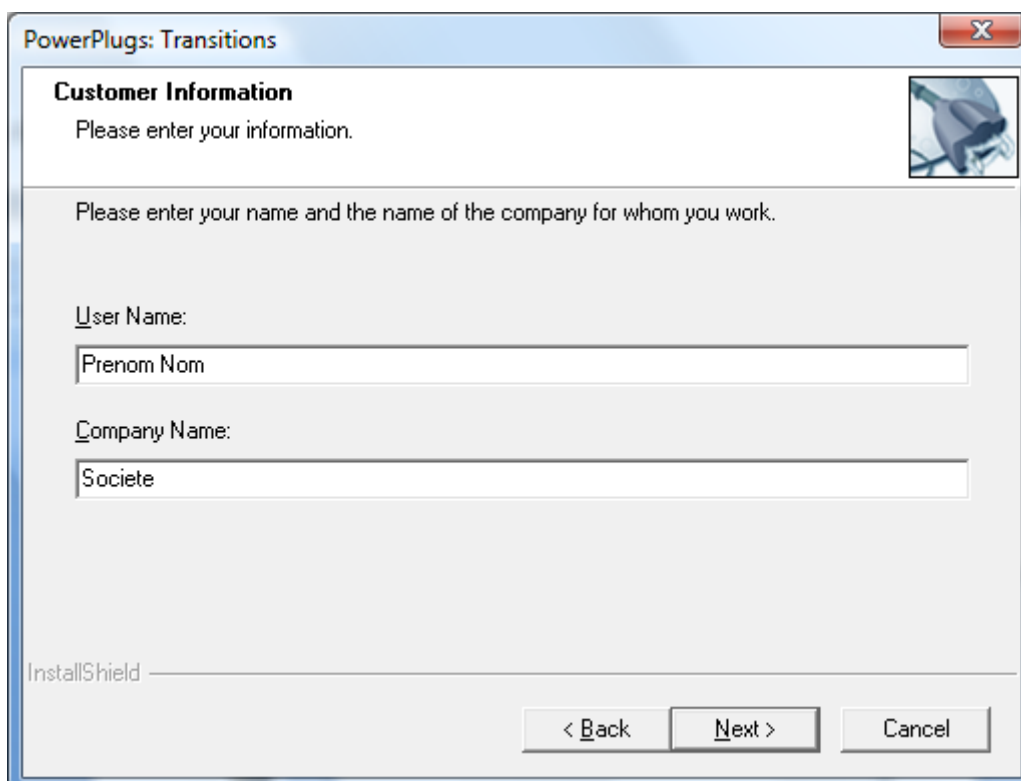 PowerPlugs: Transitions
Customer Information
Please enter your information.
Please enter your name and the name of the company for whom you work.
User Name:
Prenom Nom
Company Name:
Societe
InstallShield
< Back
Next >
Cancel